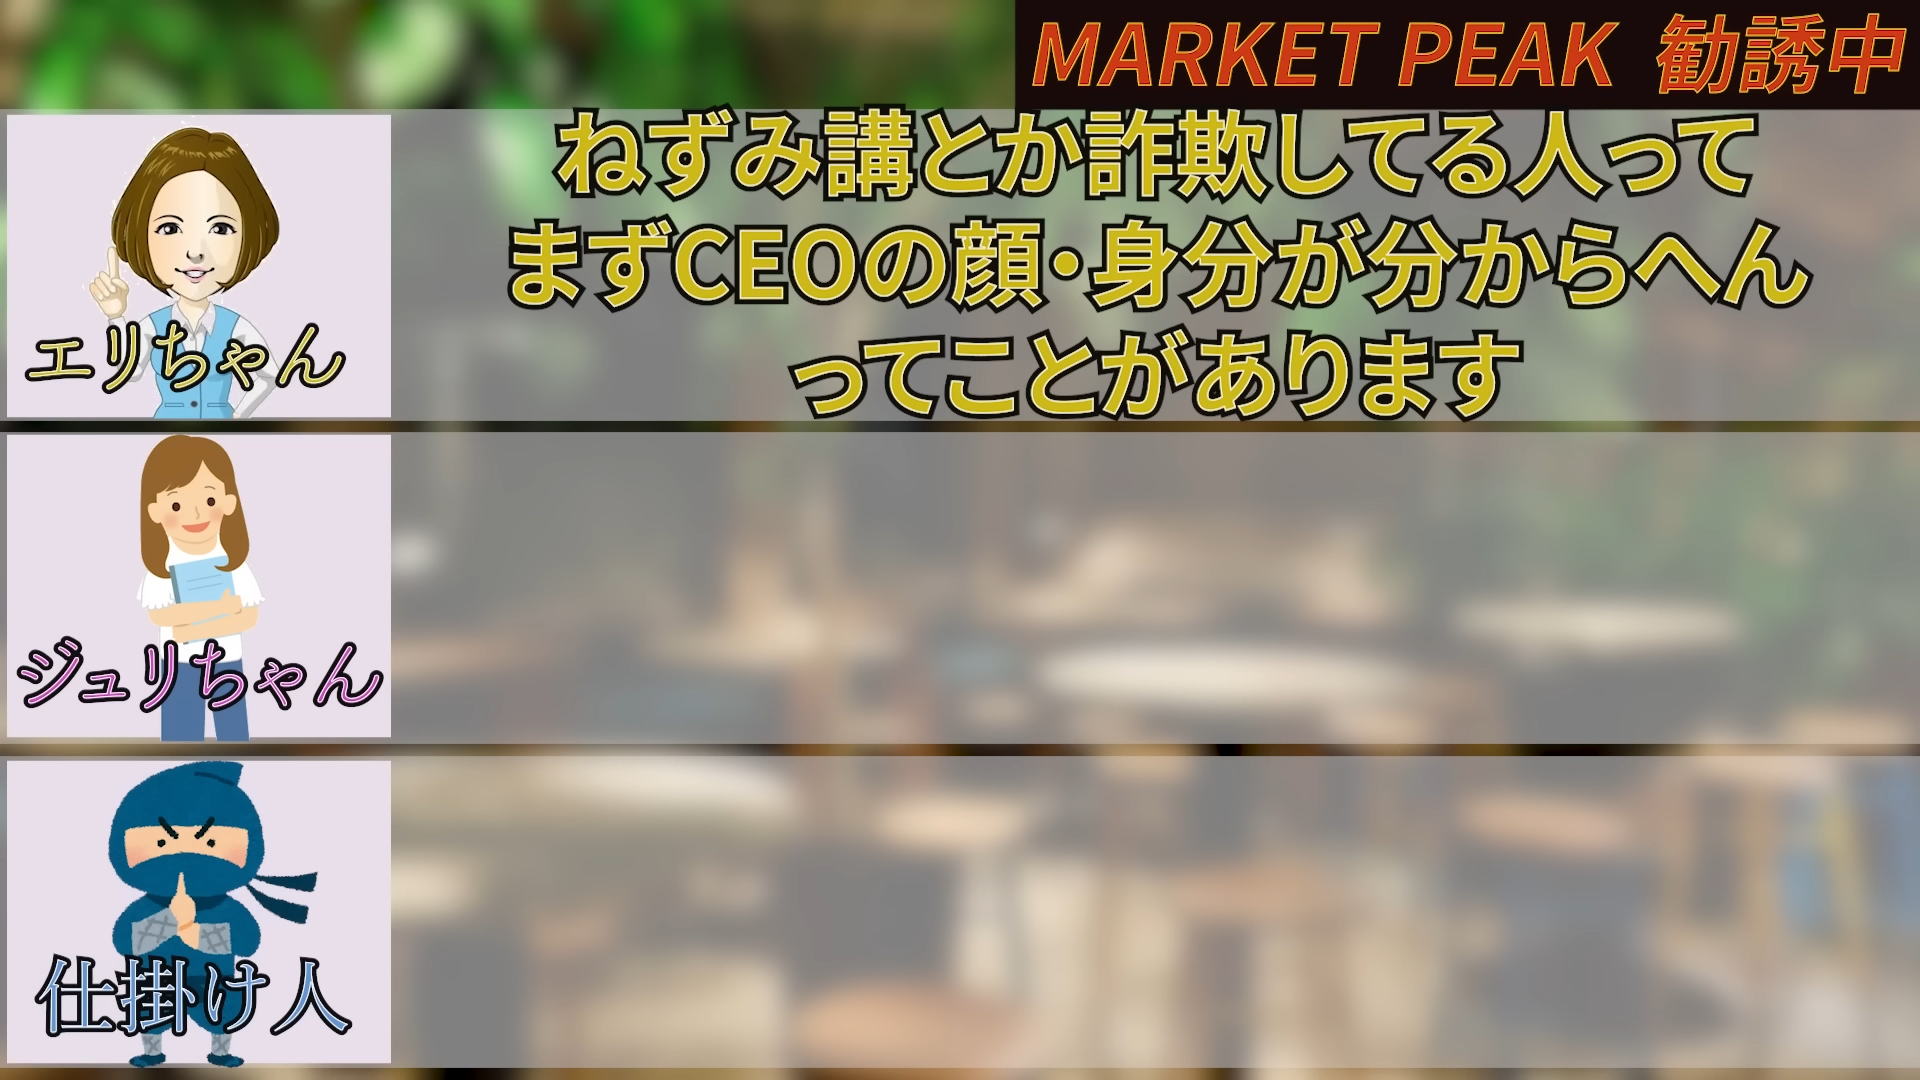 MARKET PEAK 勧誘中
ねずみ講とか詐欺してる人って
まずCEOの顔・身分が分からへん
ってことがあります
エリちゃん
ジュリちゃん
仕掛け人